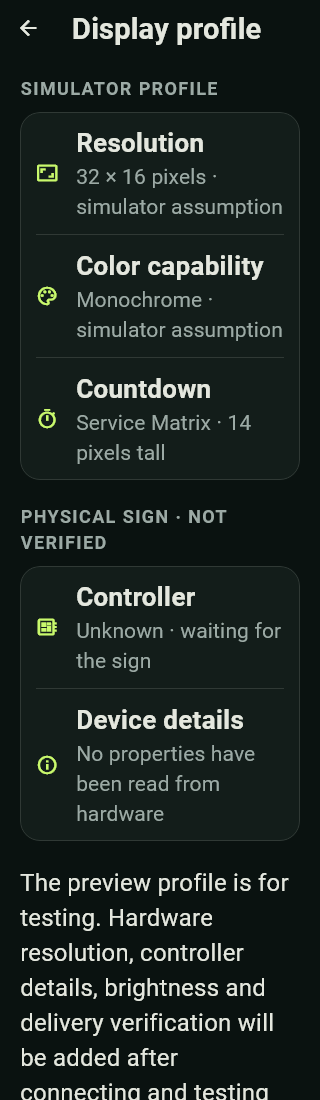 Display profile
SIMULATOR PROFILE
Resolution
32 × 16 pixels ·
simulator assumption
Color capability
Monochrome ·
simulator assumption
Countdown
Service Matrix · 14
pixels tall
PHYSICAL SIGN · NOT
VERIFIED
Controller
Unknown · waiting for
the sign
Device details
No properties have
been read from
hardware
The preview profile is for
testing. Hardware
resolution, controller
details, brightness and
delivery verification will
be added after
connecting and testing